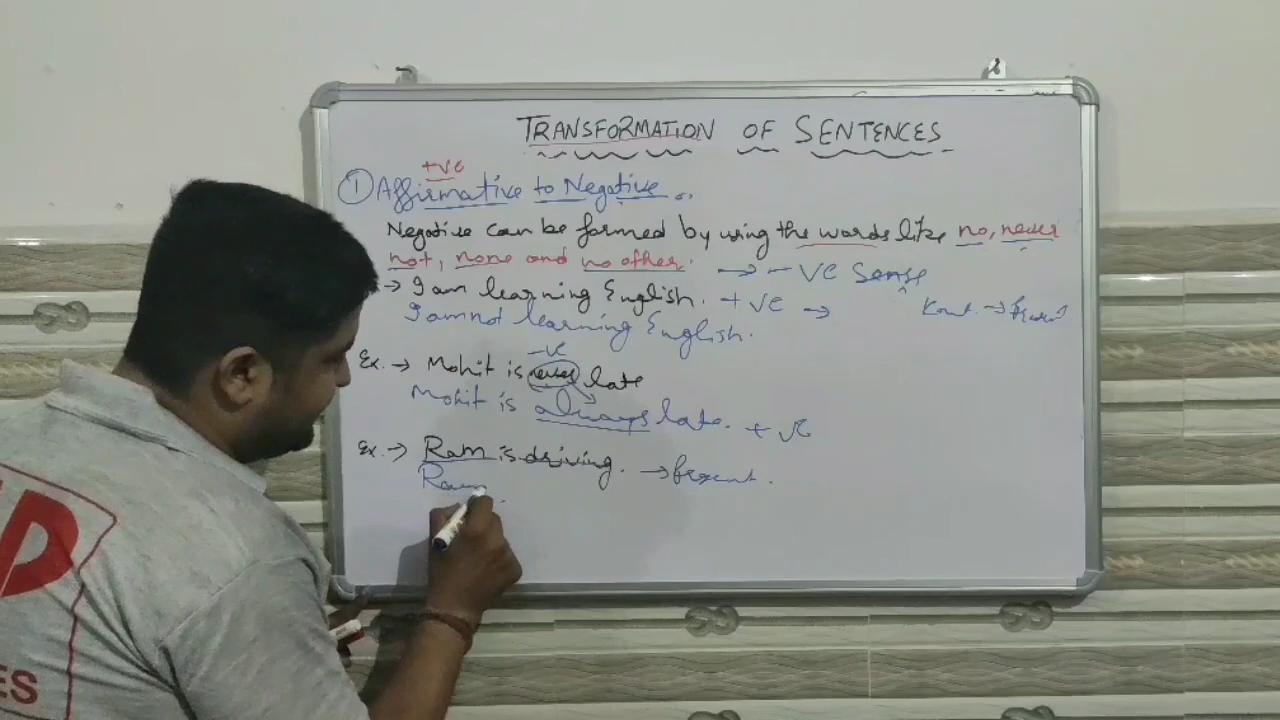 TRANSFORMATION OF SENTENCES
+ve
① Affirmative to Negative
Negative can be formed by using the words like no, never
not, none and no other. → -ve Sense
→ I am learning English. +ve →
I am not learning English.
-ve
Ex. → Mohit is never late
Mohit is always late. +ve
Ex. → Ram is driving. → Present.
Ram
D
ES